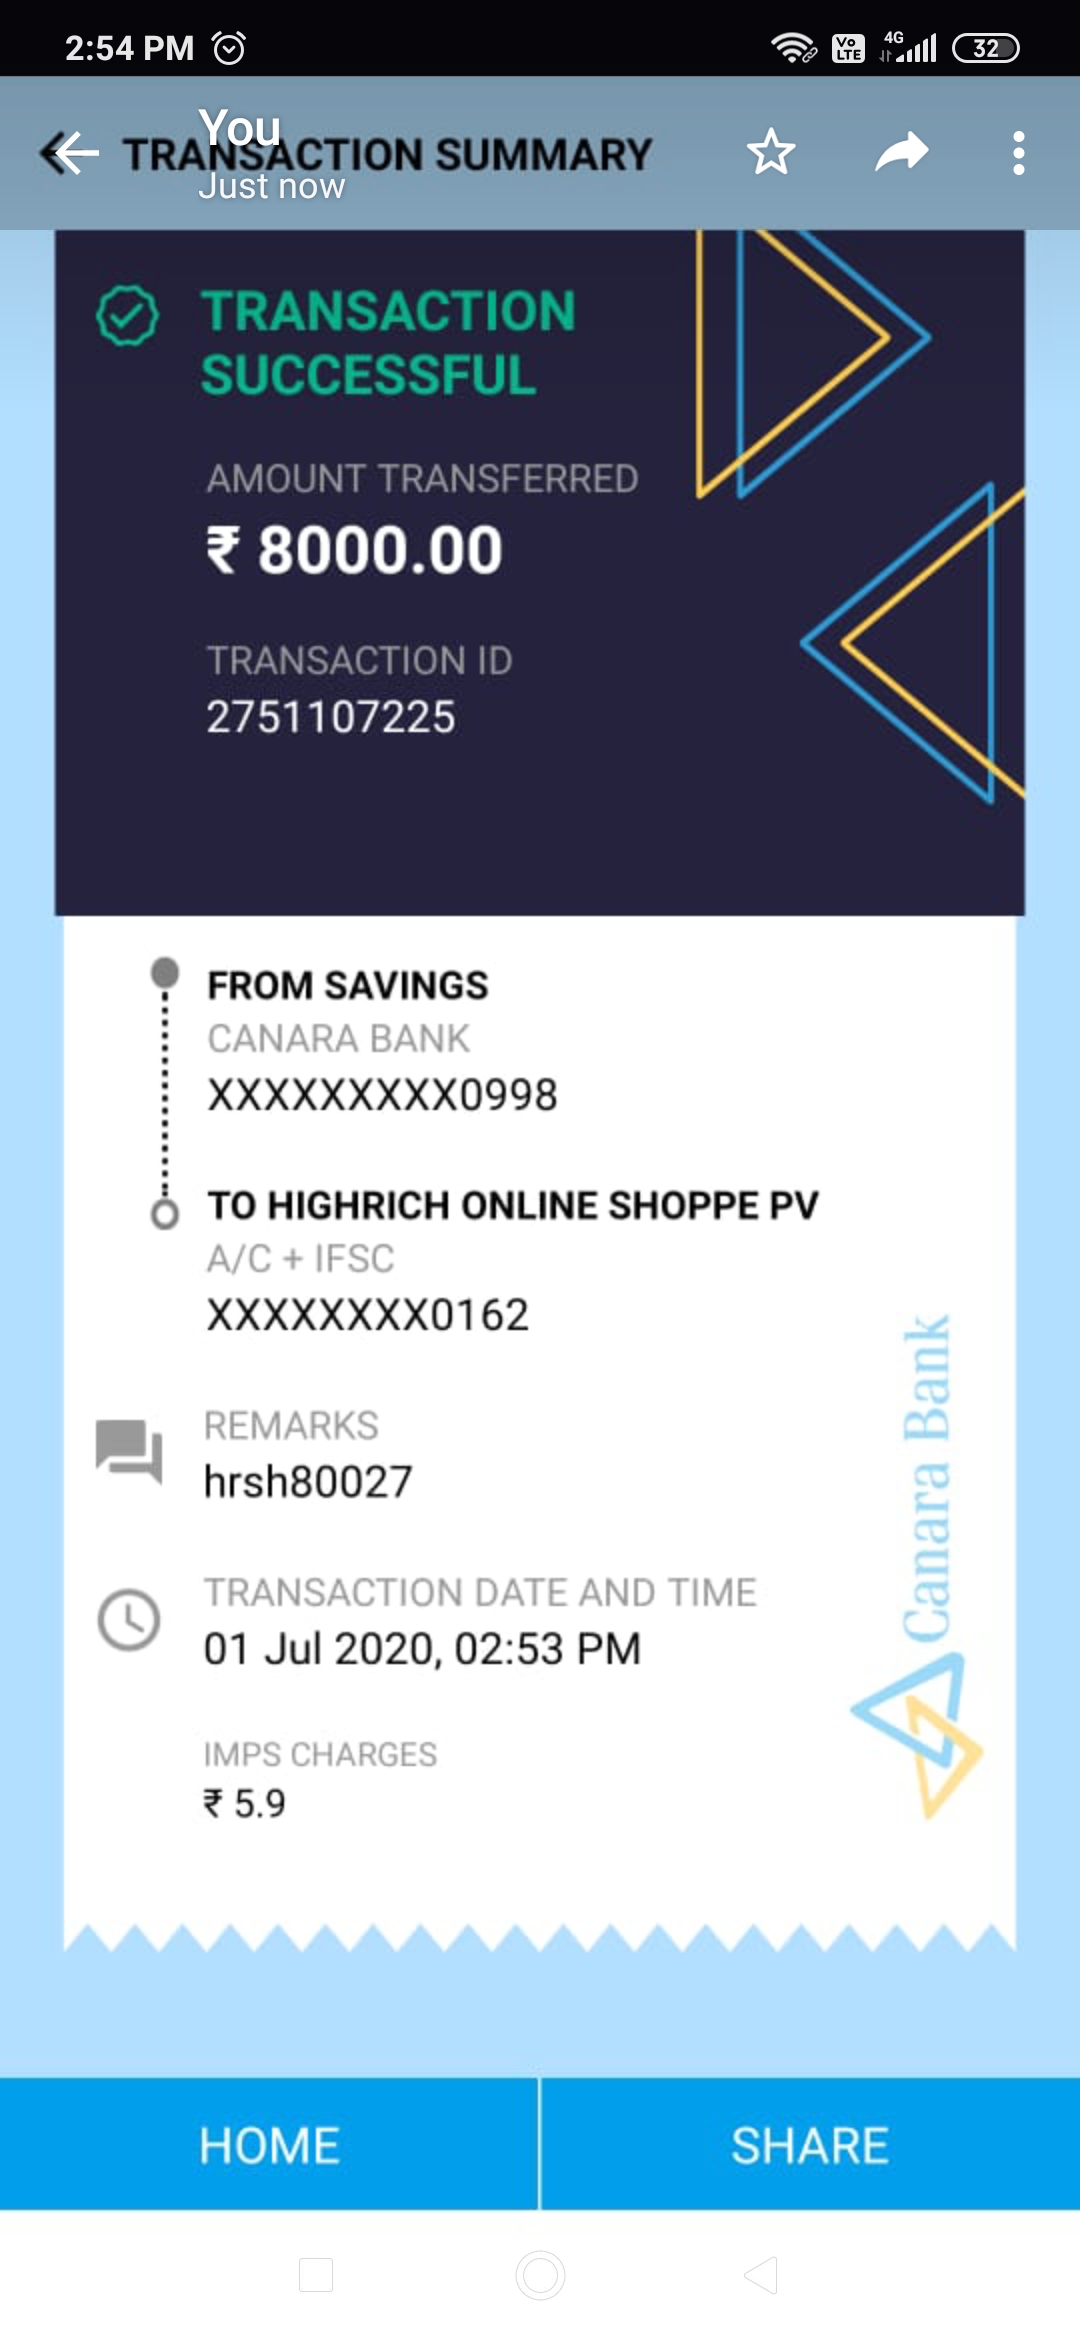 2:54 PM
4G
Vo
LTE
32
You
TRANSACTION SUMMARY
Just now
TRANSACTION
SUCCESSFUL
AMOUNT TRANSFERRED
₹ 8000.00
TRANSACTION ID
2751107225
FROM SAVINGS
CANARA BANK
XXXXXXXXX0998
TO HIGHRICH ONLINE SHOPPE PV
A/C + IFSC
XXXXXXXX0162
REMARKS
hrsh80027
TRANSACTION DATE AND TIME
01 Jul 2020, 02:53 PM
IMPS CHARGES
₹ 5.9
Canara Bank
HOME
SHARE